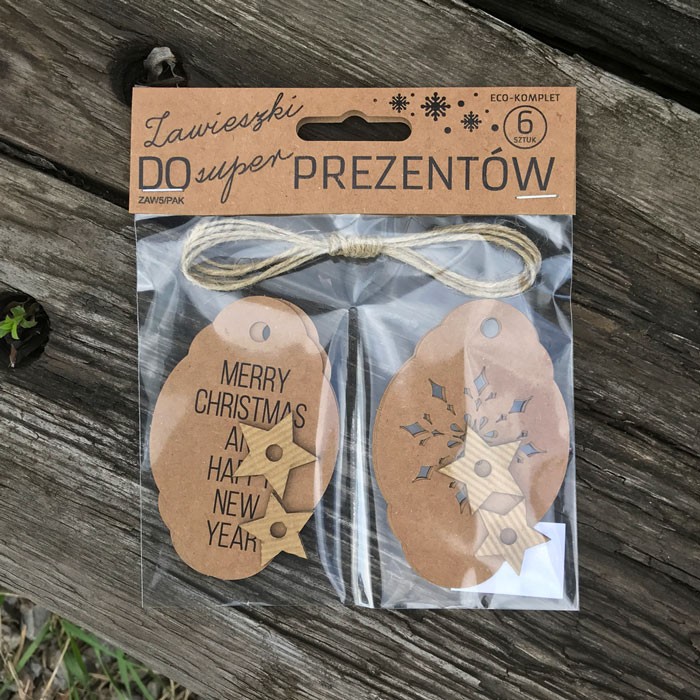 Zawieszki
ECO-KOMPLET
6
SZTUK
DO super PREZENTÓW
ZAW5/PAK
MERRY
CHRISTMAS
NEW
YEAR